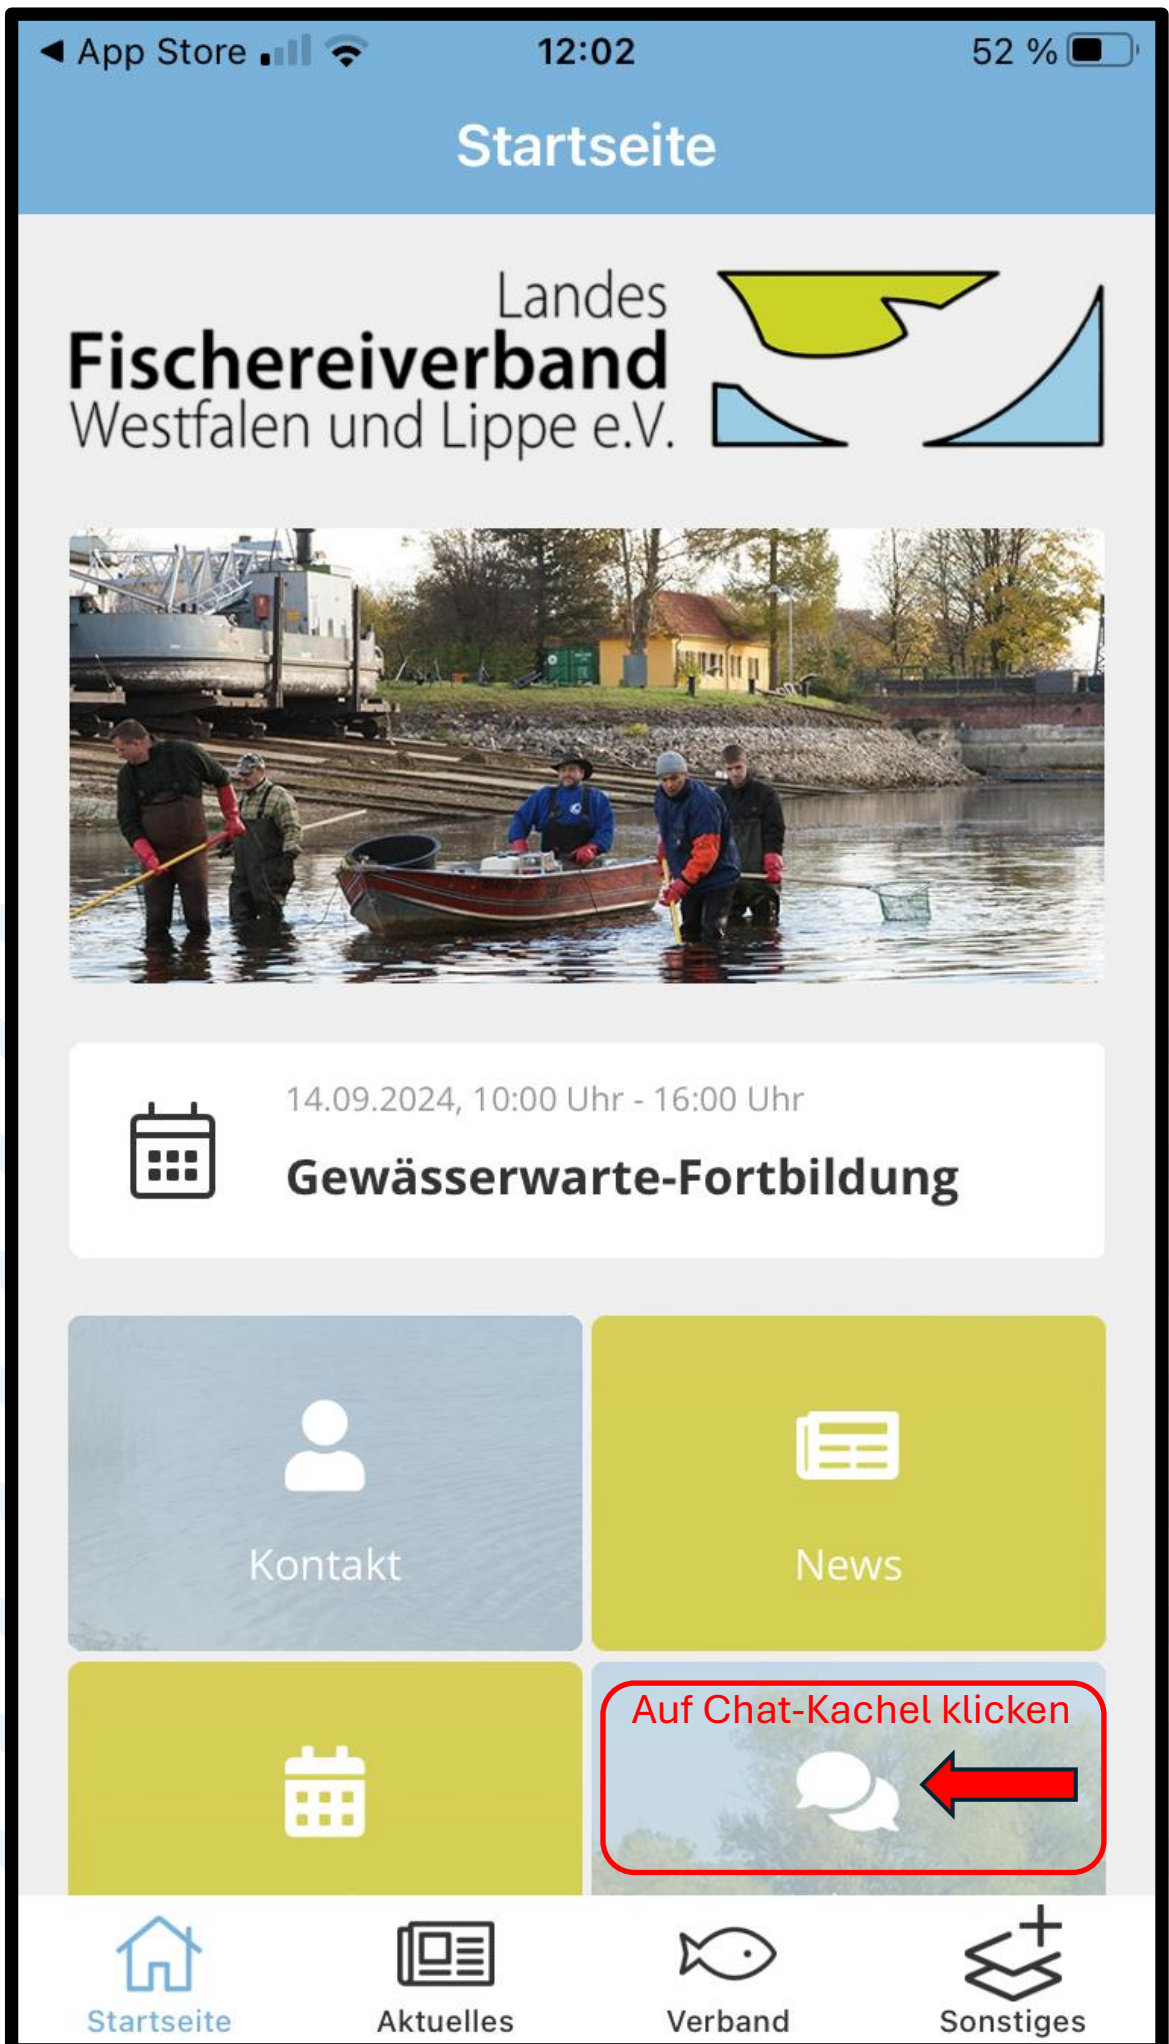 App Store
12:02
52 %
Startseite
Landes
Fischereiverband
Westfalen und Lippe e.V.
14.09.2024, 10:00 Uhr - 16:00 Uhr
Gewässerwarte-Fortbildung
Kontakt
News
Auf Chat-Kachel klicken
Startseite
Aktuelles
Verband
Sonstiges